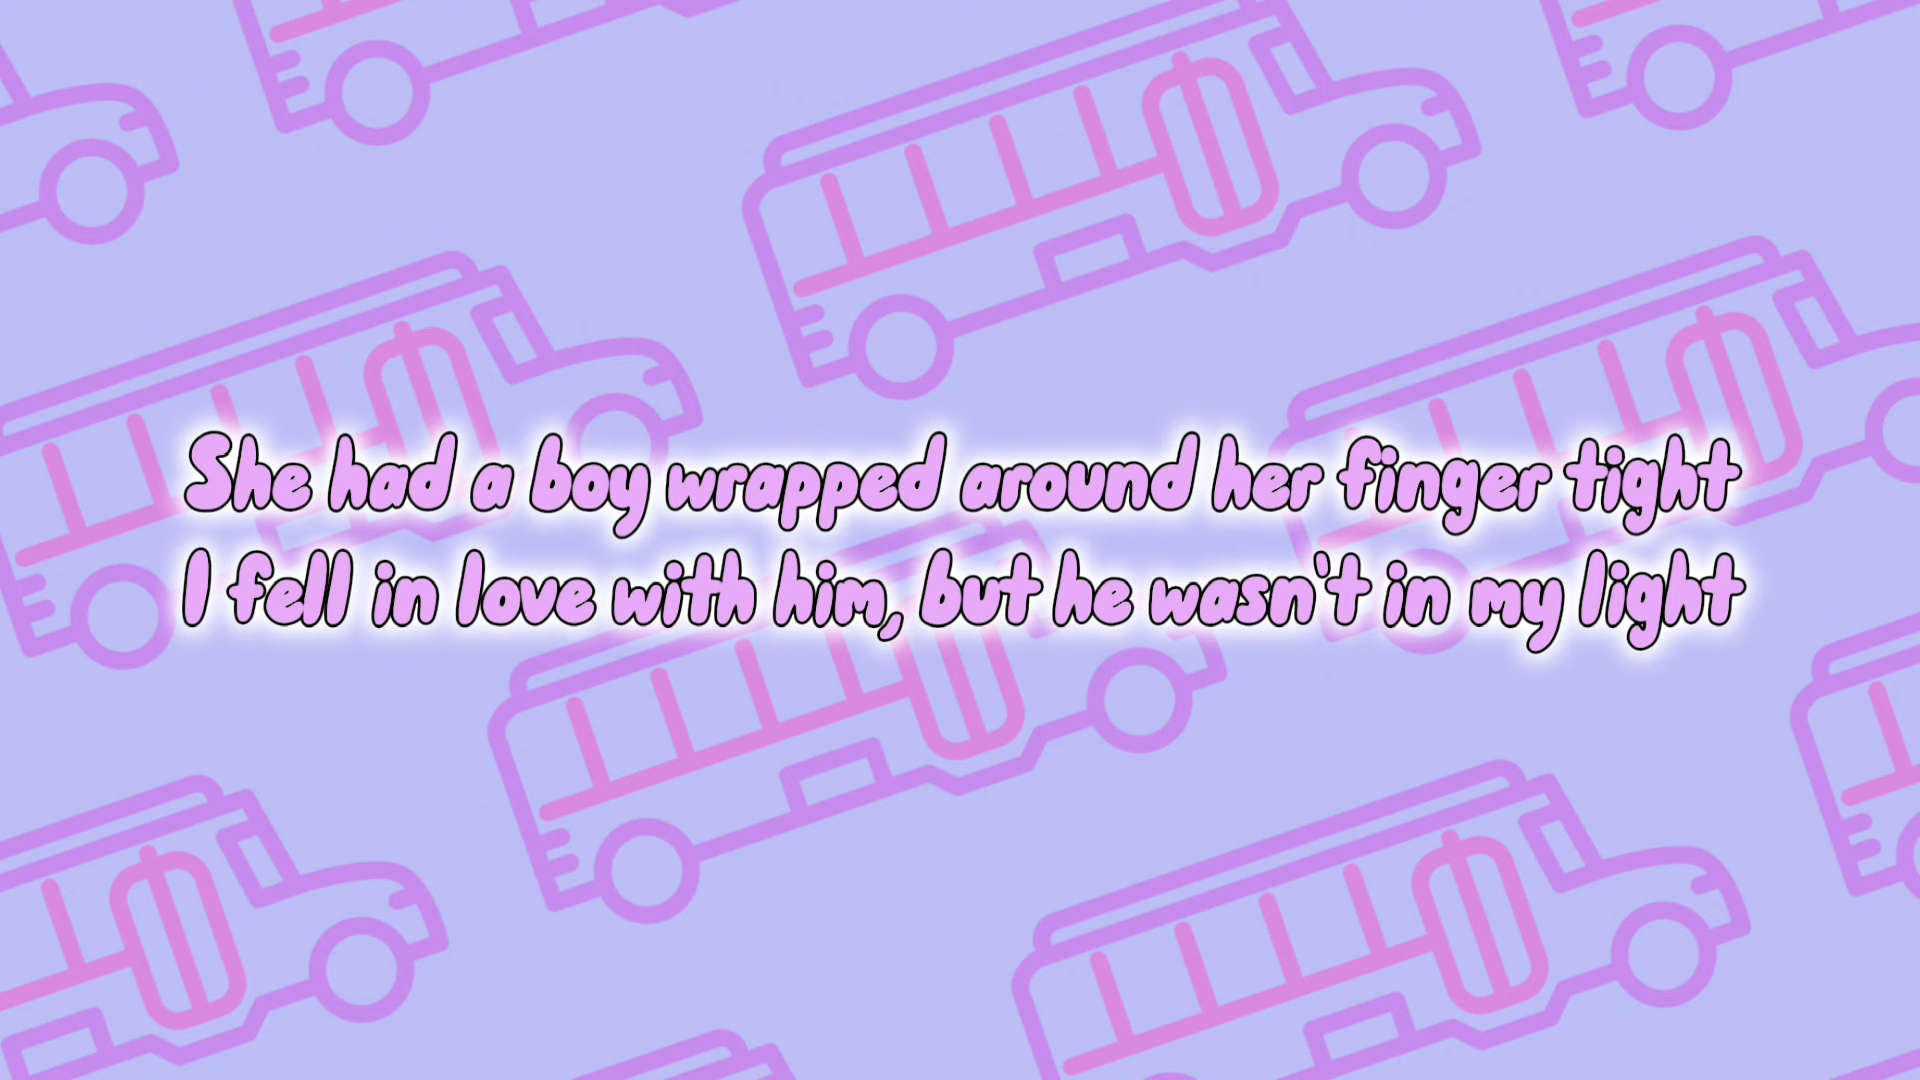 She had a boy wrapped around her finger tight
I fell in love with him, but he wasn't in my light